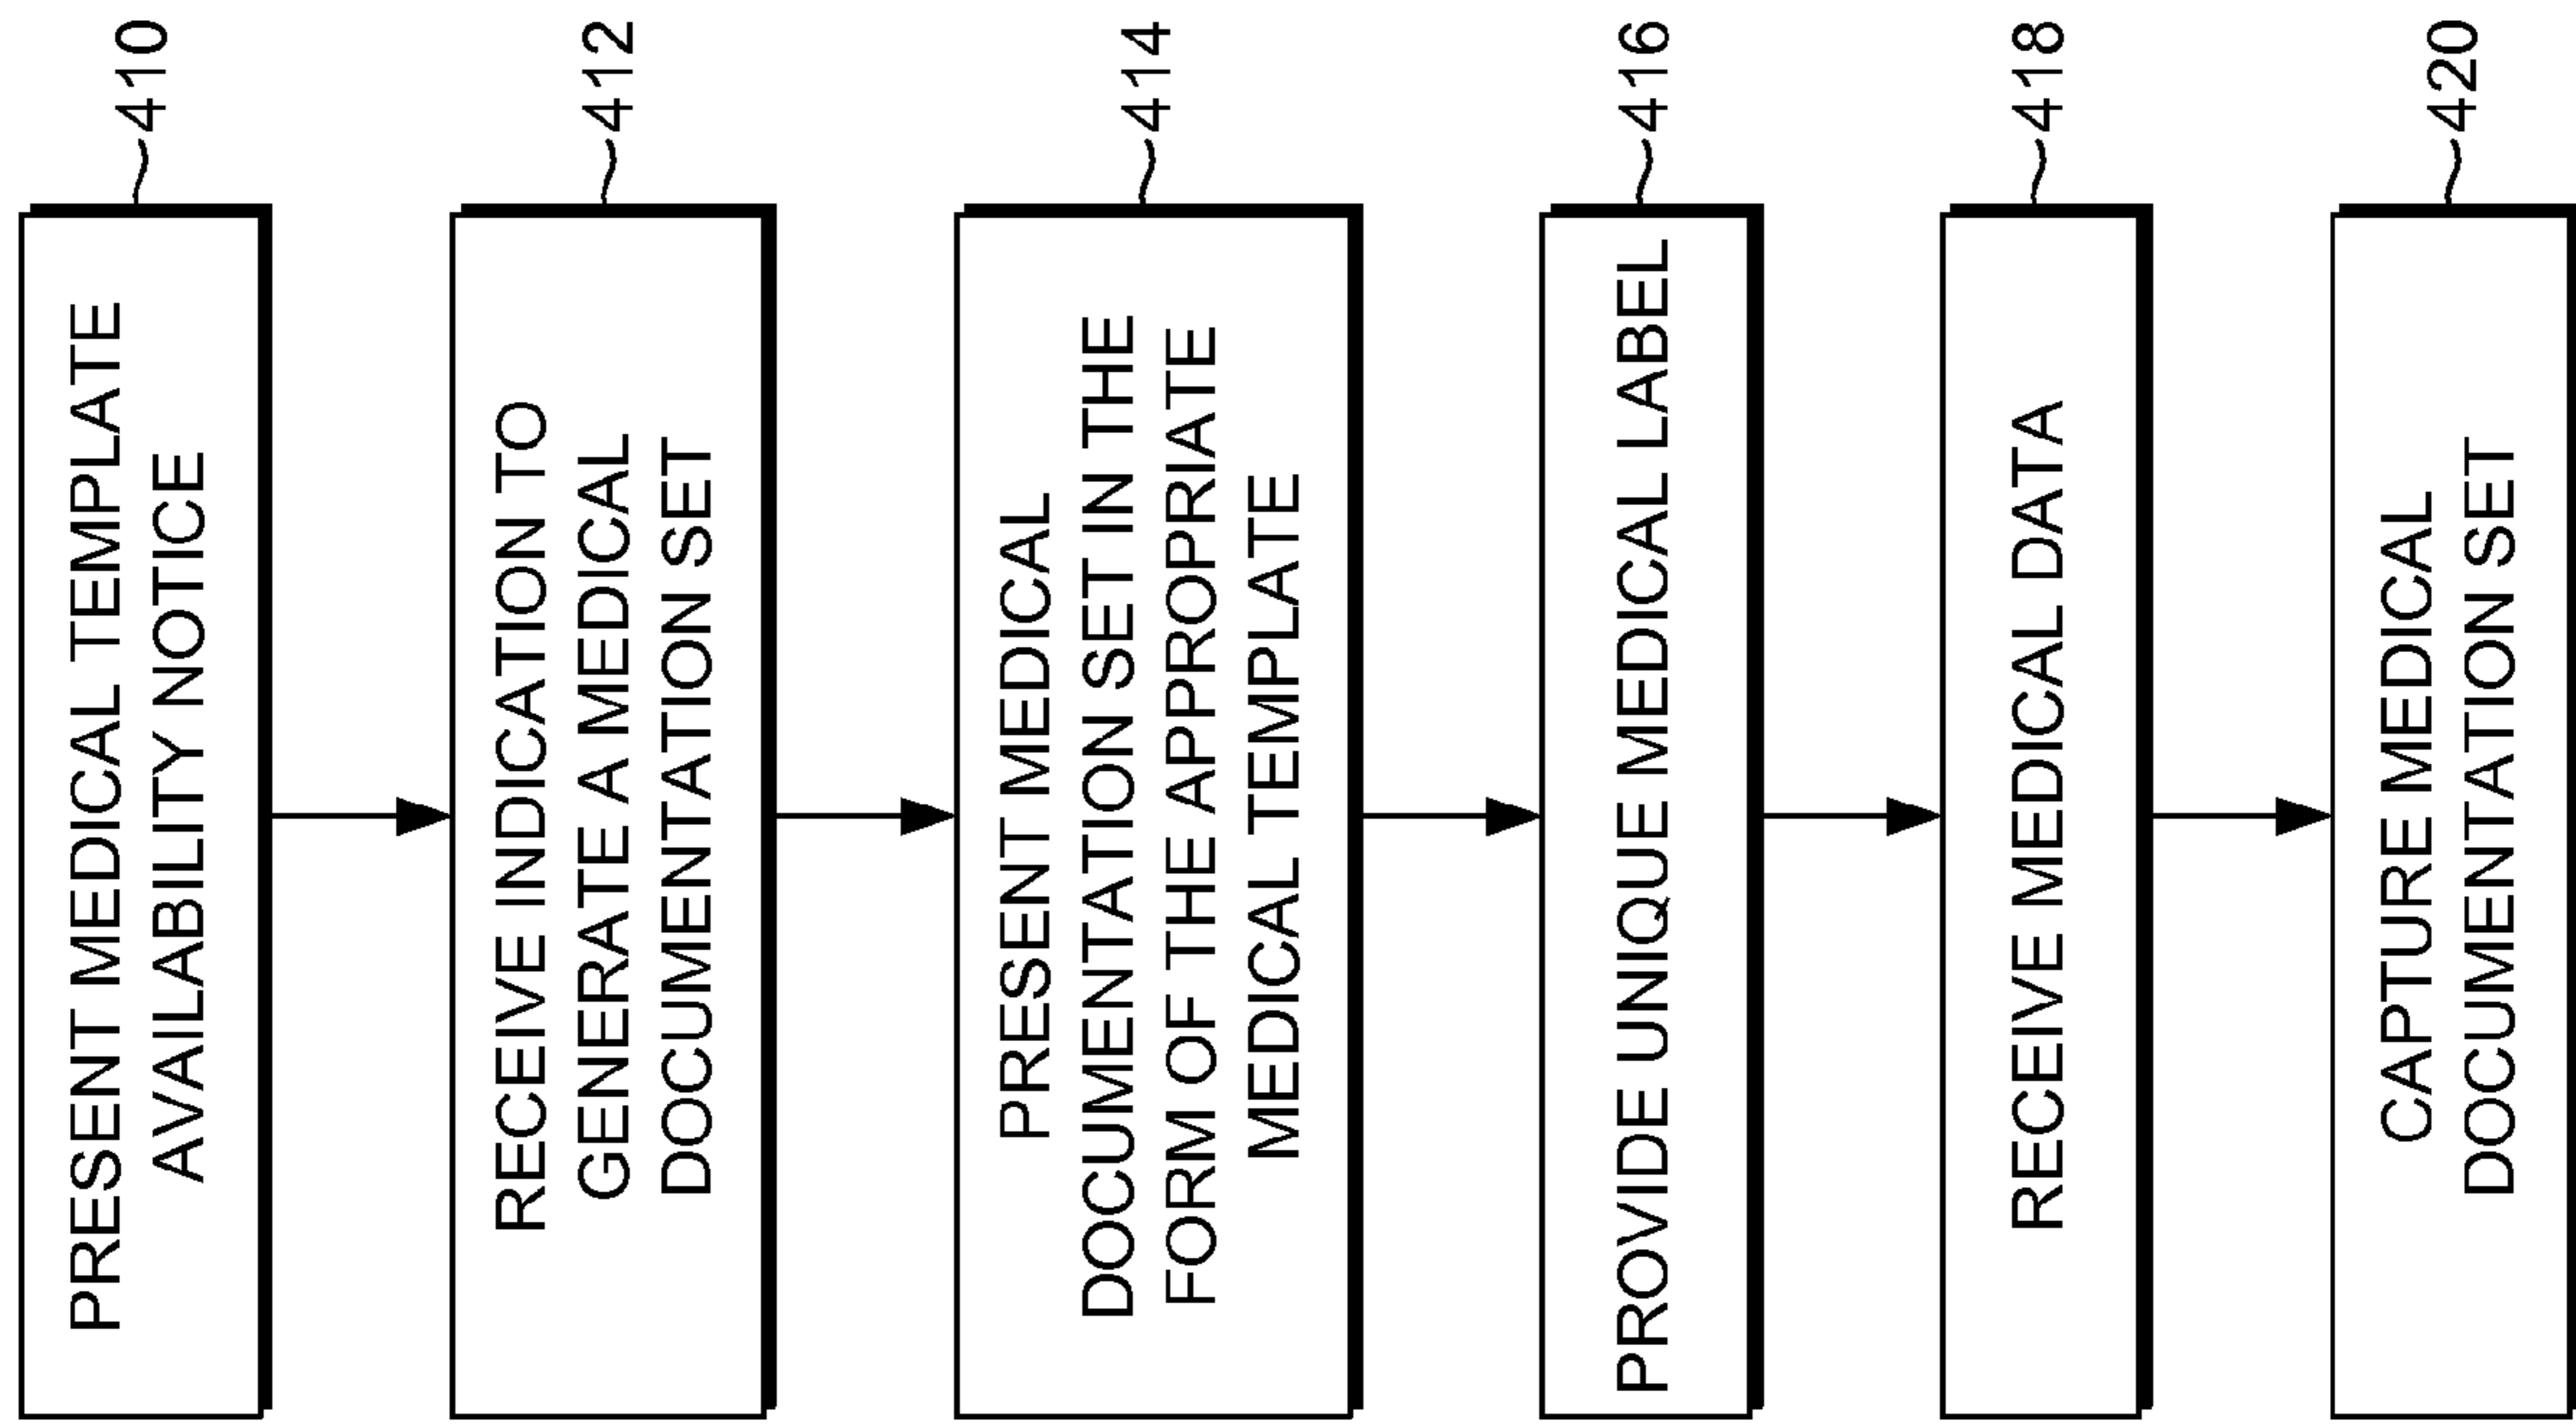 PRESENT MEDICAL TEMPLATE
AVAILABILITY NOTICE
410
RECEIVE INDICATION TO
GENERATE A MEDICAL
DOCUMENTATION SET
412
PRESENT MEDICAL
DOCUMENTATION SET IN THE
FORM OF THE APPROPRIATE
MEDICAL TEMPLATE
414
PROVIDE UNIQUE MEDICAL LABEL
416
RECEIVE MEDICAL DATA
418
CAPTURE MEDICAL
DOCUMENTATION SET
420